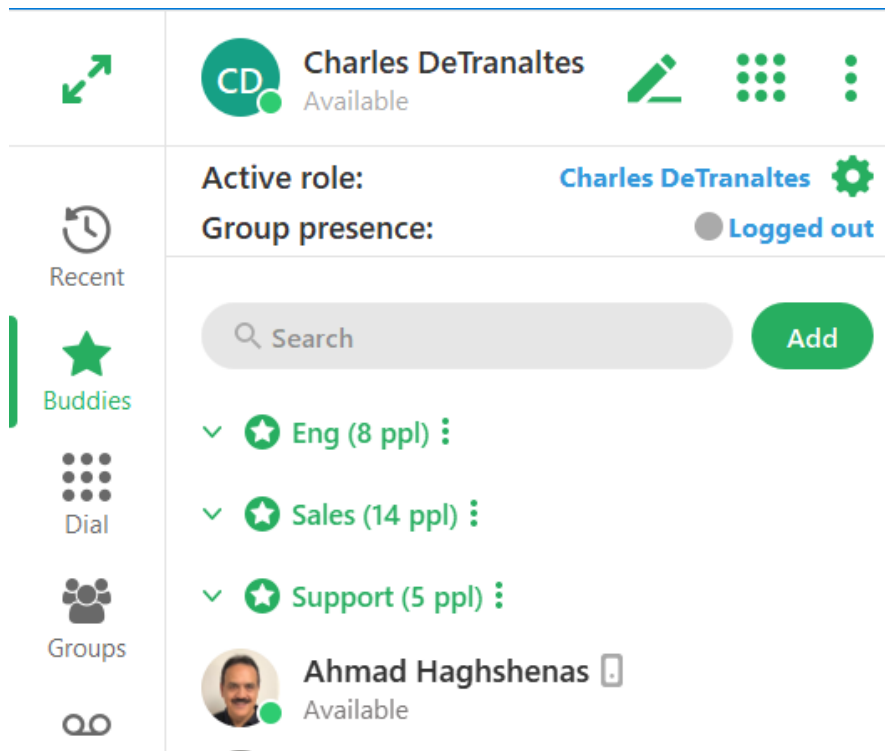 CD
Charles DeTranaltes
Available
Active role:
Charles DeTranaltes
Group presence:
Logged out
Recent
Search
Add
Buddies
Eng (8 ppl)
Dial
Sales (14 ppl)
Groups
Support (5 ppl)
Ahmad Haghshenas
Available